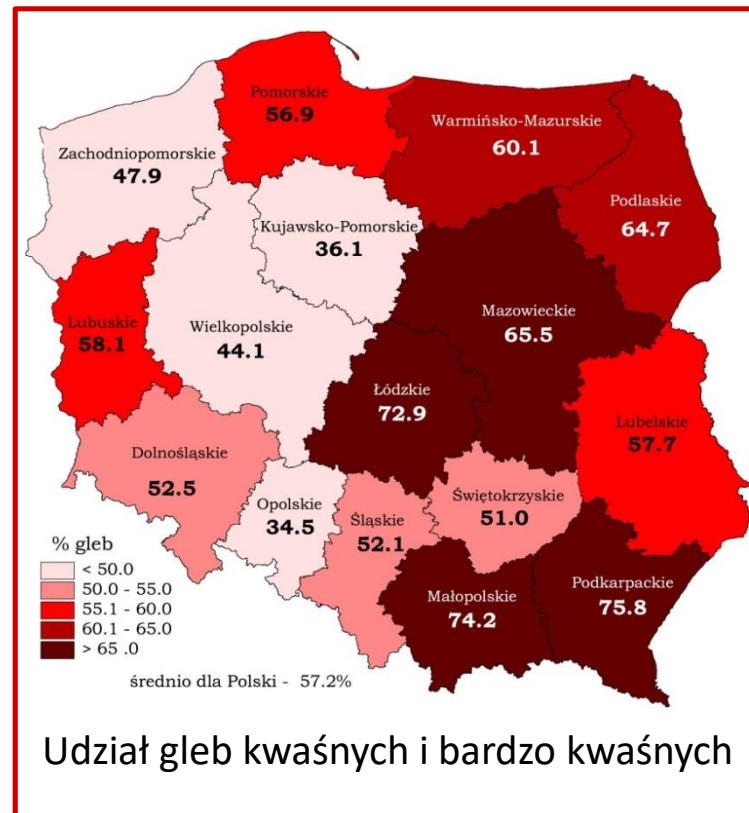 Pomorskie
56.9
Warmińsko-Mazurskie
60.1
Zachodniopomorskie
47.9
Podlaskie
64.7
Kujawsko-Pomorskie
36.1
Mazowieckie
65.5
Lubuskie
58.1
Wielkopolskie
44.1
Łódzkie
72.9
Lubelskie
57.7
Dolnośląskie
52.5
Opolskie
34.5
Śląskie
52.1
Świętokrzyskie
51.0
Małopolskie
74.2
Podkarpackie
75.8
% gleb
< 50.0
50.0 - 55.0
55.1 - 60.0
60.1 - 65.0
> 65 .0
średnio dla Polski - 57.2%
Udział gleb kwaśnych i bardzo kwaśnych